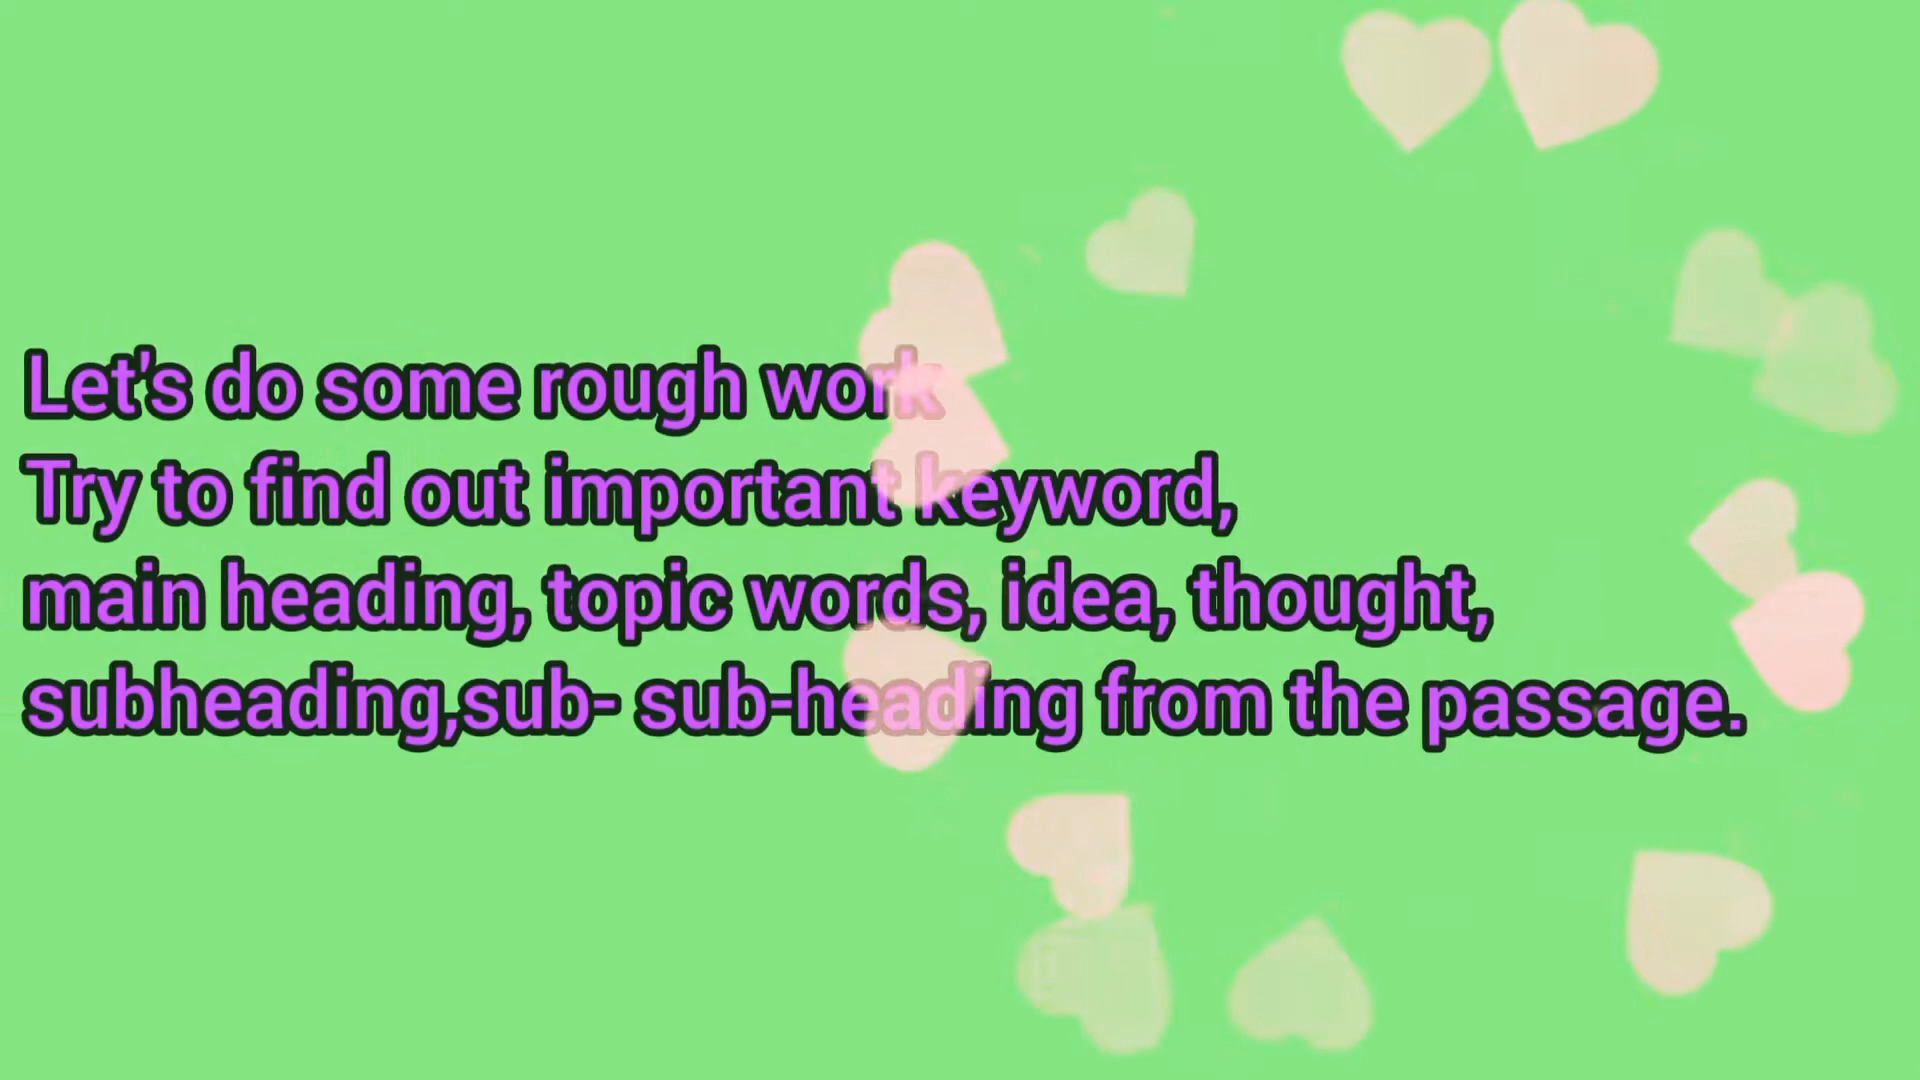 Let's do some rough work
Try to find out important keyword,
main heading, topic words, idea, thought,
subheading,sub- sub-heading from the passage.